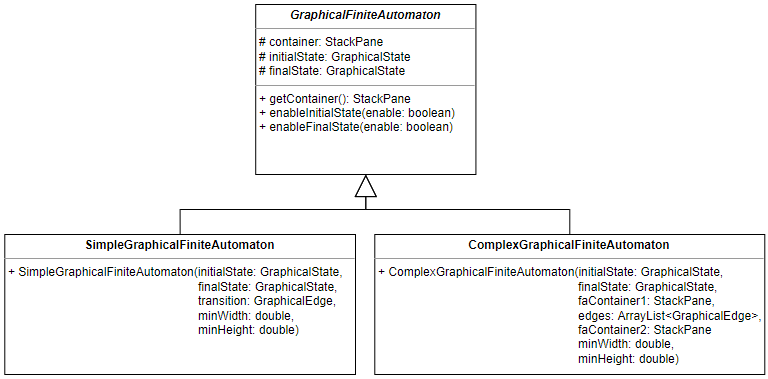 GraphicalFiniteAutomaton
# container: StackPane
# initialState: GraphicalState
# finalState: GraphicalState
+ getContainer(): StackPane
+ enableInitialState(enable: boolean)
+ enableFinalState(enable: boolean)
SimpleGraphicalFiniteAutomaton
+ SimpleGraphicalFiniteAutomaton(initialState: GraphicalState,
finalState: GraphicalState,
transition: GraphicalEdge,
minWidth: double,
minHeight: double)
ComplexGraphicalFiniteAutomaton
+ ComplexGraphicalFiniteAutomaton(initialState: GraphicalState,
finalState: GraphicalState,
faContainer1: StackPane,
edges: ArrayList<GraphicalEdge>,
faContainer2: StackPane
minWidth: double,
minHeight: double)